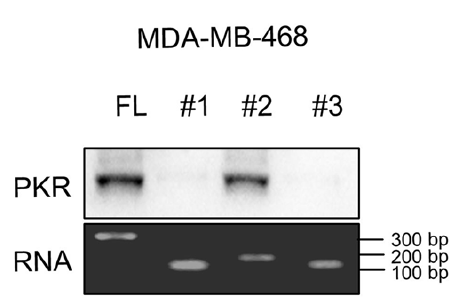 MDA-MB-468
FL #1 #2 #3
PKR
RNA
300 bp
200 bp
100 bp